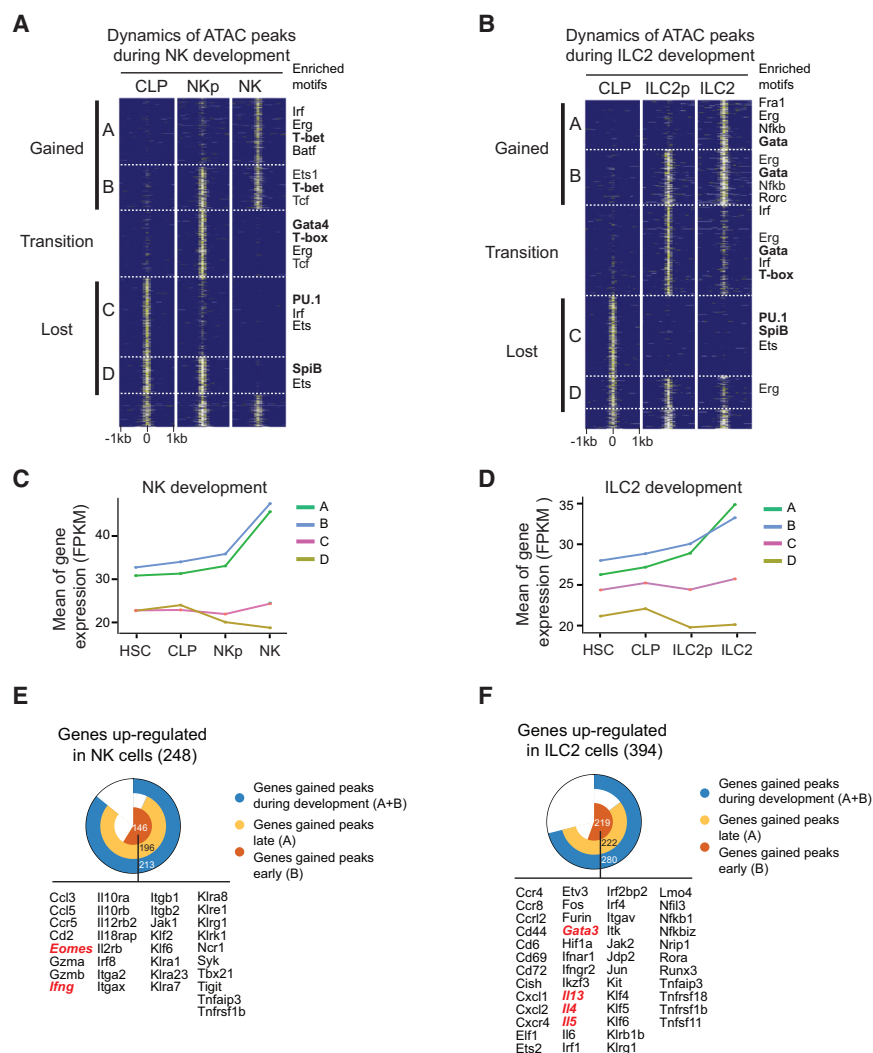 A
Dynamics of ATAC peaks
during NK development
Enriched
motifs
CLP NKp NK
Gained
A
Irf
Erg
T-bet
Batf
B
Ets1
T-bet
Tcf
Transition
Gata4
T-box
Erg
Tcf
Lost
C
PU.1
Irf
Ets
D
SpiB
Ets
-1kb 0 1kb
B
Dynamics of ATAC peaks
during ILC2 development
Enriched
motifs
CLP ILC2p ILC2
Gained
A
Fra1
Erg
Nfkb
Gata
B
Erg
Gata
Nfkb
Rorc
Irf
Transition
Erg
Gata
Irf
T-box
Lost
C
PU.1
SpiB
Ets
D
Erg
-1kb 0 1kb
C
NK development
Mean of gene
expression (FPKM)
40
30
20
HSC CLP NKp NK
A
B
C
D
D
ILC2 development
Mean of gene
expression (FPKM )
35
30
25
20
HSC CLP ILC2p ILC2
A
B
C
D
E
Genes up-regulated
in NK cells (248)
146
196
213
Genes gained peaks
during development (A+B)
Genes gained peaks
late (A)
Genes gained peaks
early (B)
Ccl3 Il10ra Itgb1 Klra8
Ccl5 Il10rb Itgb2 Klre1
Ccr5 Il12rb2 Jak1 Klrg1
Cd2 Il18rap Klf2 Klrk1
Eomes Il2rb Klf6 Ncr1
Gzma Irf8 Klra1 Syk
Gzmb Itga2 Klra23 Tbx21
Ifng Itgax Klra7 Tigit
Tnfaip3
Tnfrsf1b
F
Genes up-regulated
in ILC2 cells (394)
219
222
280
Genes gained peaks
during development (A+B)
Genes gained peaks
late (A)
Genes gained peaks
early (B)
Ccr4 Etv3 Irf2bp2 Lmo4
Ccr8 Fos Irf4 Nfil3
Ccrl2 Furin Itgav Nfkb1
Cd44 Gata3 Itk Nfkbiz
Cd6 Hif1a Jak2 Nrip1
Cd69 Ifnar1 Jdp2 Rora
Cd72 Ifngr2 Jun Runx3
Cish Ikzf3 Kit Tnfaip3
Cxcl1 Il13 Klf4 Tnfrsf18
Cxcl2 Il4 Klf5 Tnfrsf1b
Cxcr4 Il5 Klf6 Tnfsf11
Elf1 Il6 Klrb1b
Ets2 Irf1 Klrg1